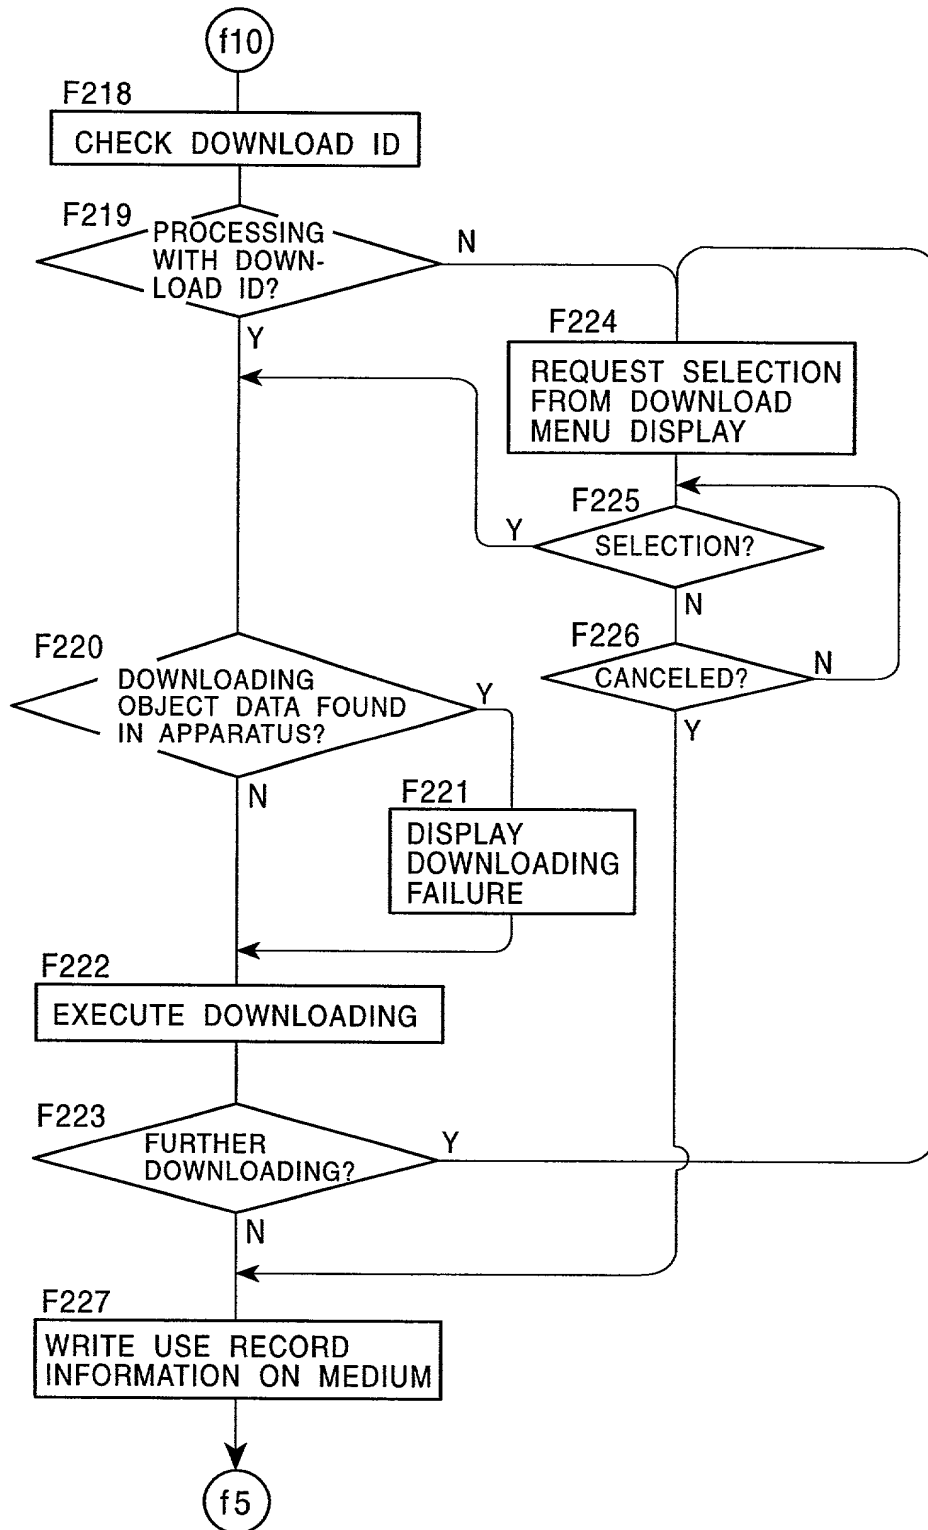 f10
F218
CHECK DOWNLOAD ID
F219
PROCESSING
WITH DOWN-
LOAD ID?
N
Y
F224
REQUEST SELECTION
FROM DOWNLOAD
MENU DISPLAY
F225
Y
SELECTION?
N
F226
CANCELED?
N
Y
F220
DOWNLOADING
OBJECT DATA FOUND
IN APPARATUS?
Y
N
F221
DISPLAY
DOWNLOADING
FAILURE
F222
EXECUTE DOWNLOADING
F223
FURTHER
DOWNLOADING?
Y
N
F227
WRITE USE RECORD
INFORMATION ON MEDIUM
f5